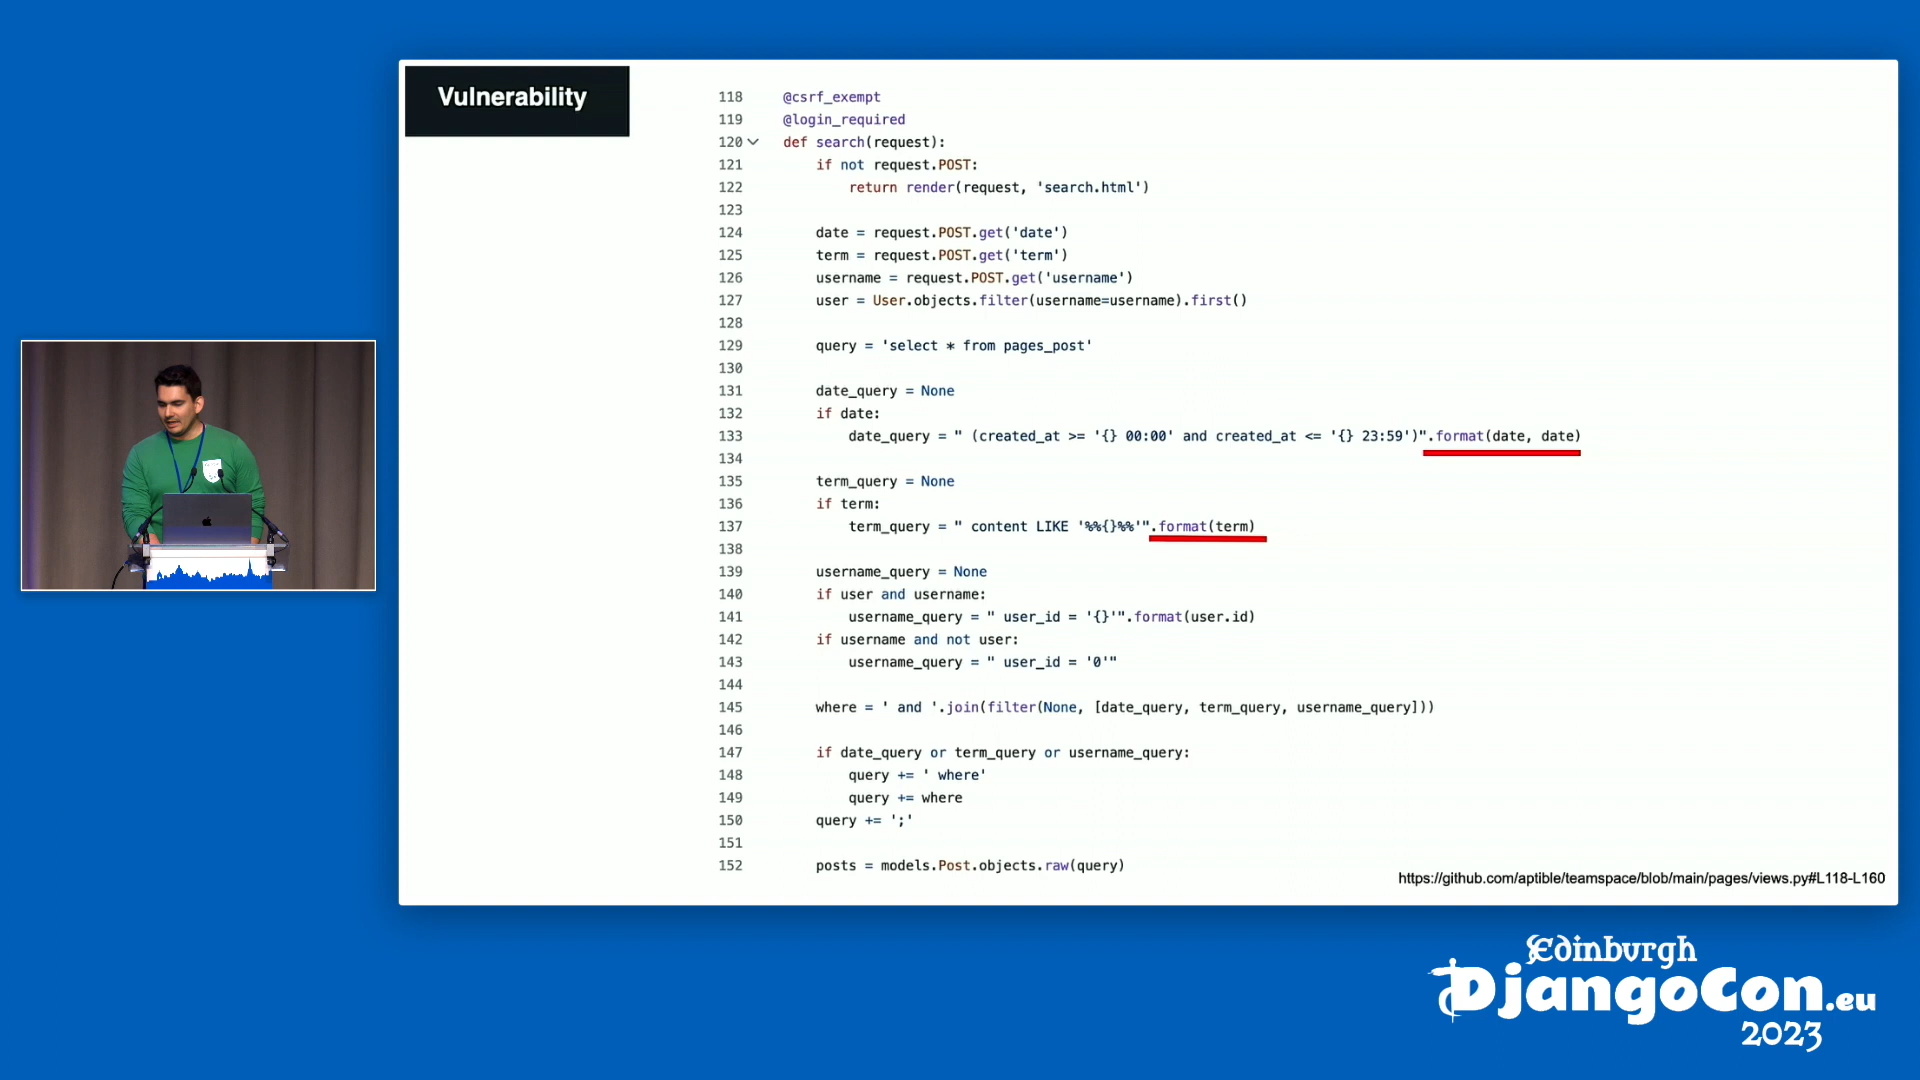 Vulnerability
118 @csrf_exempt
119 @login_required
120 def search(request):
121 if not request.POST:
122 return render(request, 'search.html')
123
124 date = request.POST.get('date')
125 term = request.POST.get('term')
126 username = request.POST.get('username')
127 user = User.objects.filter(username=username).first()
128
129 query = 'select * from pages_post'
130
131 date_query = None
132 if date:
133 date_query = " (created_at >= '{} 00:00' and created_at <= '{} 23:59')".format(date, date)
134
135 term_query = None
136 if term:
137 term_query = " content LIKE '%%{}%%'".format(term)
138
139 username_query = None
140 if user and username:
141 username_query = " user_id = '{}'".format(user.id)
142 if username and not user:
143 username_query = " user_id = '0'"
144
145 where = ' and '.join(filter(None, [date_query, term_query, username_query]))
146
147 if date_query or term_query or username_query:
148 query += ' where'
149 query += where
150 query += ';'
151
152 posts = models.Post.objects.raw(query)
https://github.com/aptible/teamspace/blob/main/pages/views.py#L118-L160
Edinburgh
DjangoCon.eu
2023